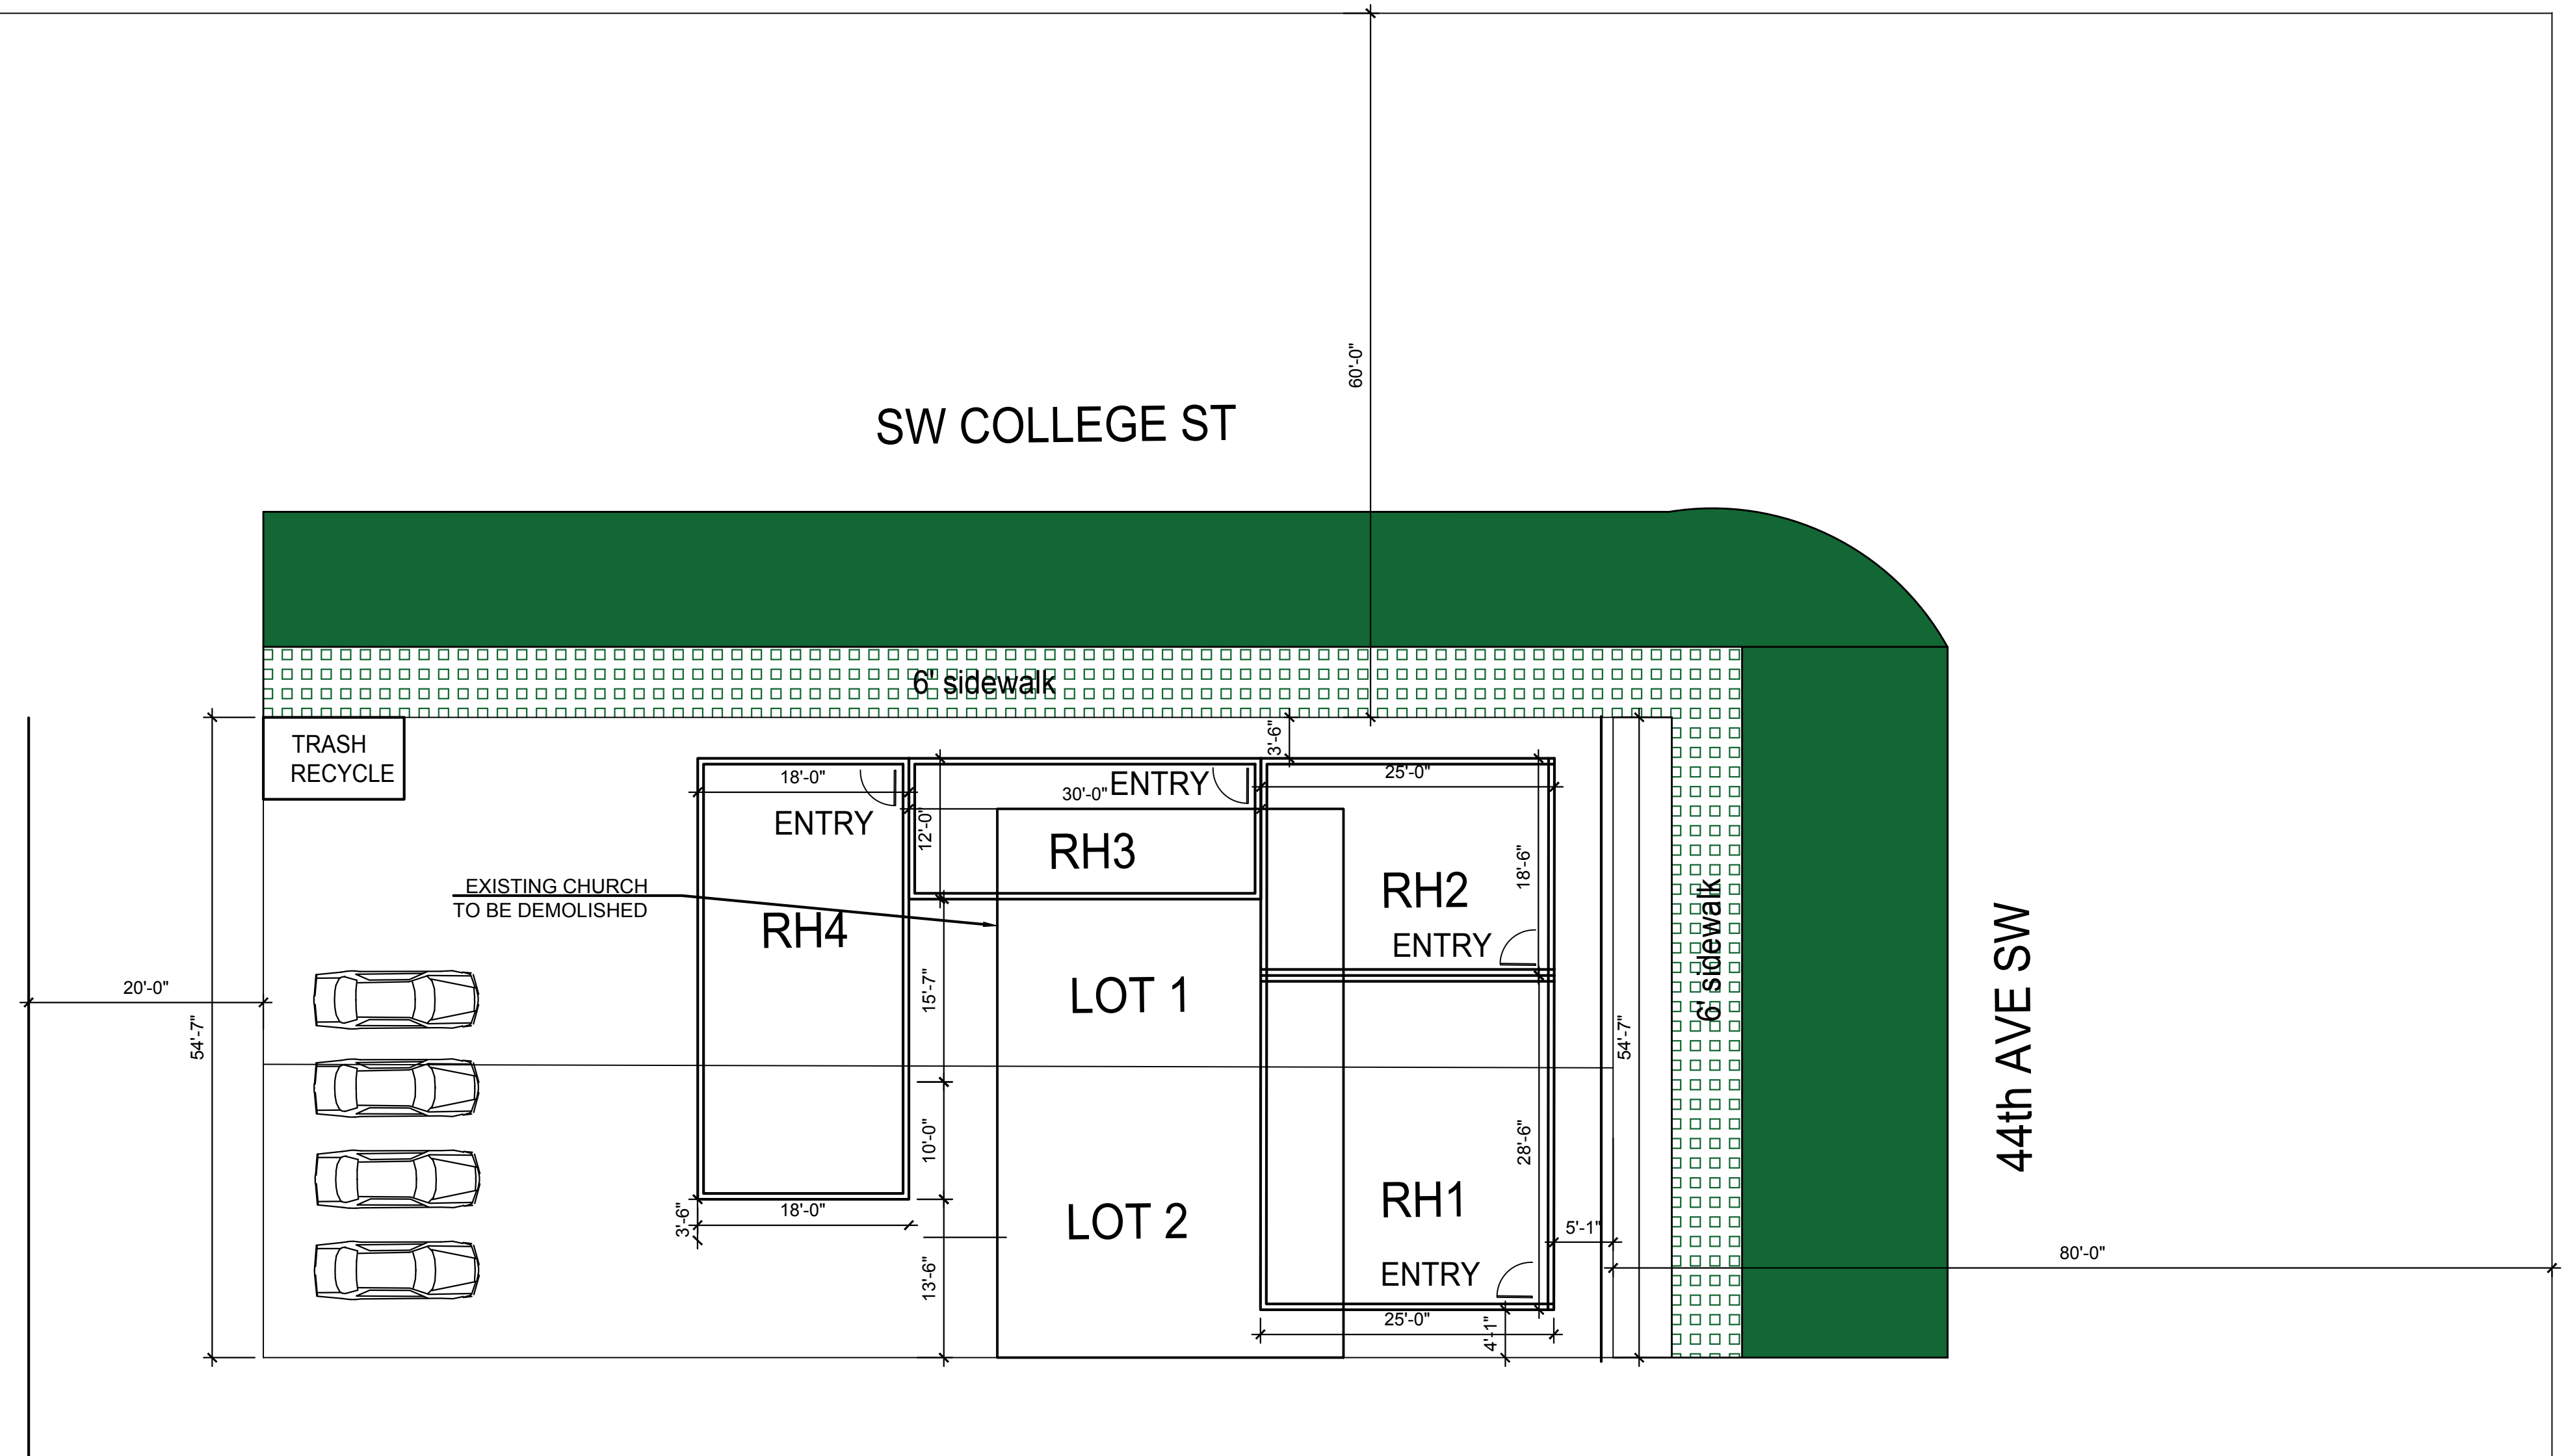 60'-0"
SW COLLEGE ST
6' sidewalk
TRASH
RECYCLE
3'-6"
18'-0"
ENTRY
30'-0"
ENTRY
25'-0"
12'-0"
RH3
18'-6"
RH2
ENTRY
EXISTING CHURCH
TO BE DEMOLISHED
RH4
6' sidewalk
44th AVE SW
20'-0"
54'-7"
15'-7"
LOT 1
54'-7"
10'-0"
28'-6"
RH1
3'-6"
18'-0"
LOT 2
5'-1"
80'-0"
13'-6"
ENTRY
25'-0"
4'-1"